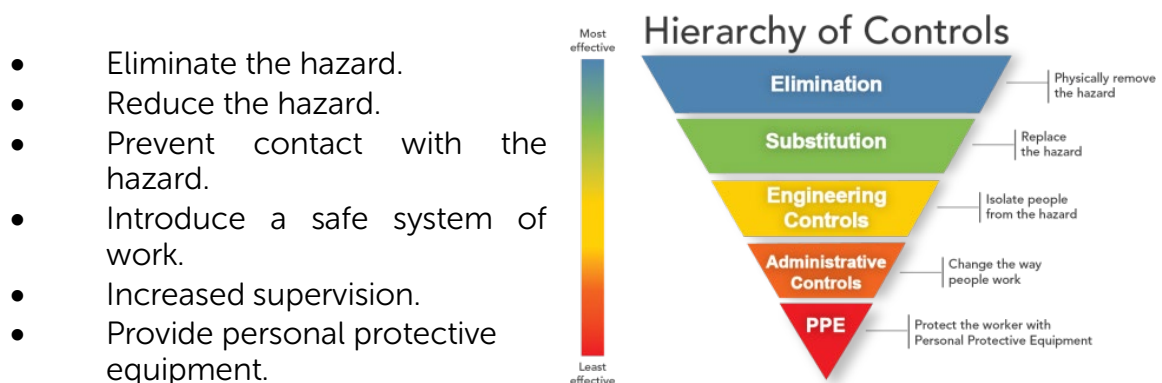 • Eliminate the hazard.
• Reduce the hazard.
• Prevent contact with the
hazard.
• Introduce a safe system of
work.
• Increased supervision.
• Provide personal protective
equipment.
Hierarchy of Controls
Most
effective
Elimination
Physically remove
the hazard
Substitution
Replace
the hazard
Engineering
Controls
Isolate people
from the hazard
Administrative
Controls
Change the way
people work
PPE
Protect the worker with
Personal Protective Equipment
Least
effective